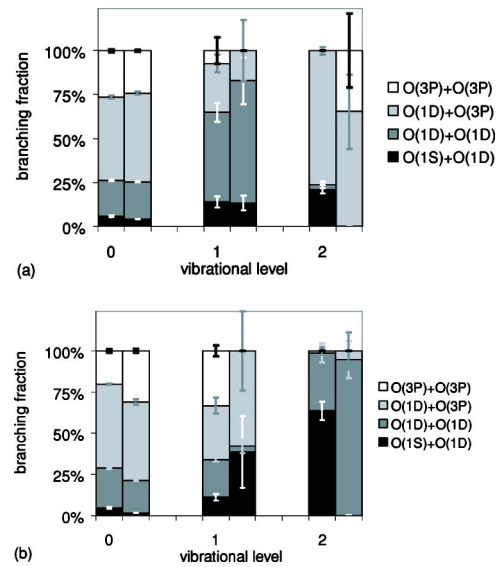 100%
75%
50%
25%
0%
branching fraction
O(3P)+O(3P)
O(1D)+O(3P)
O(1D)+O(1D)
O(1S)+O(1D)
0 1 2
vibrational level
(a)
100%
75%
50%
25%
0%
branching fraction
O(3P)+O(3P)
O(1D)+O(3P)
O(1D)+O(1D)
O(1S)+O(1D)
0 1 2
vibrational level
(b)